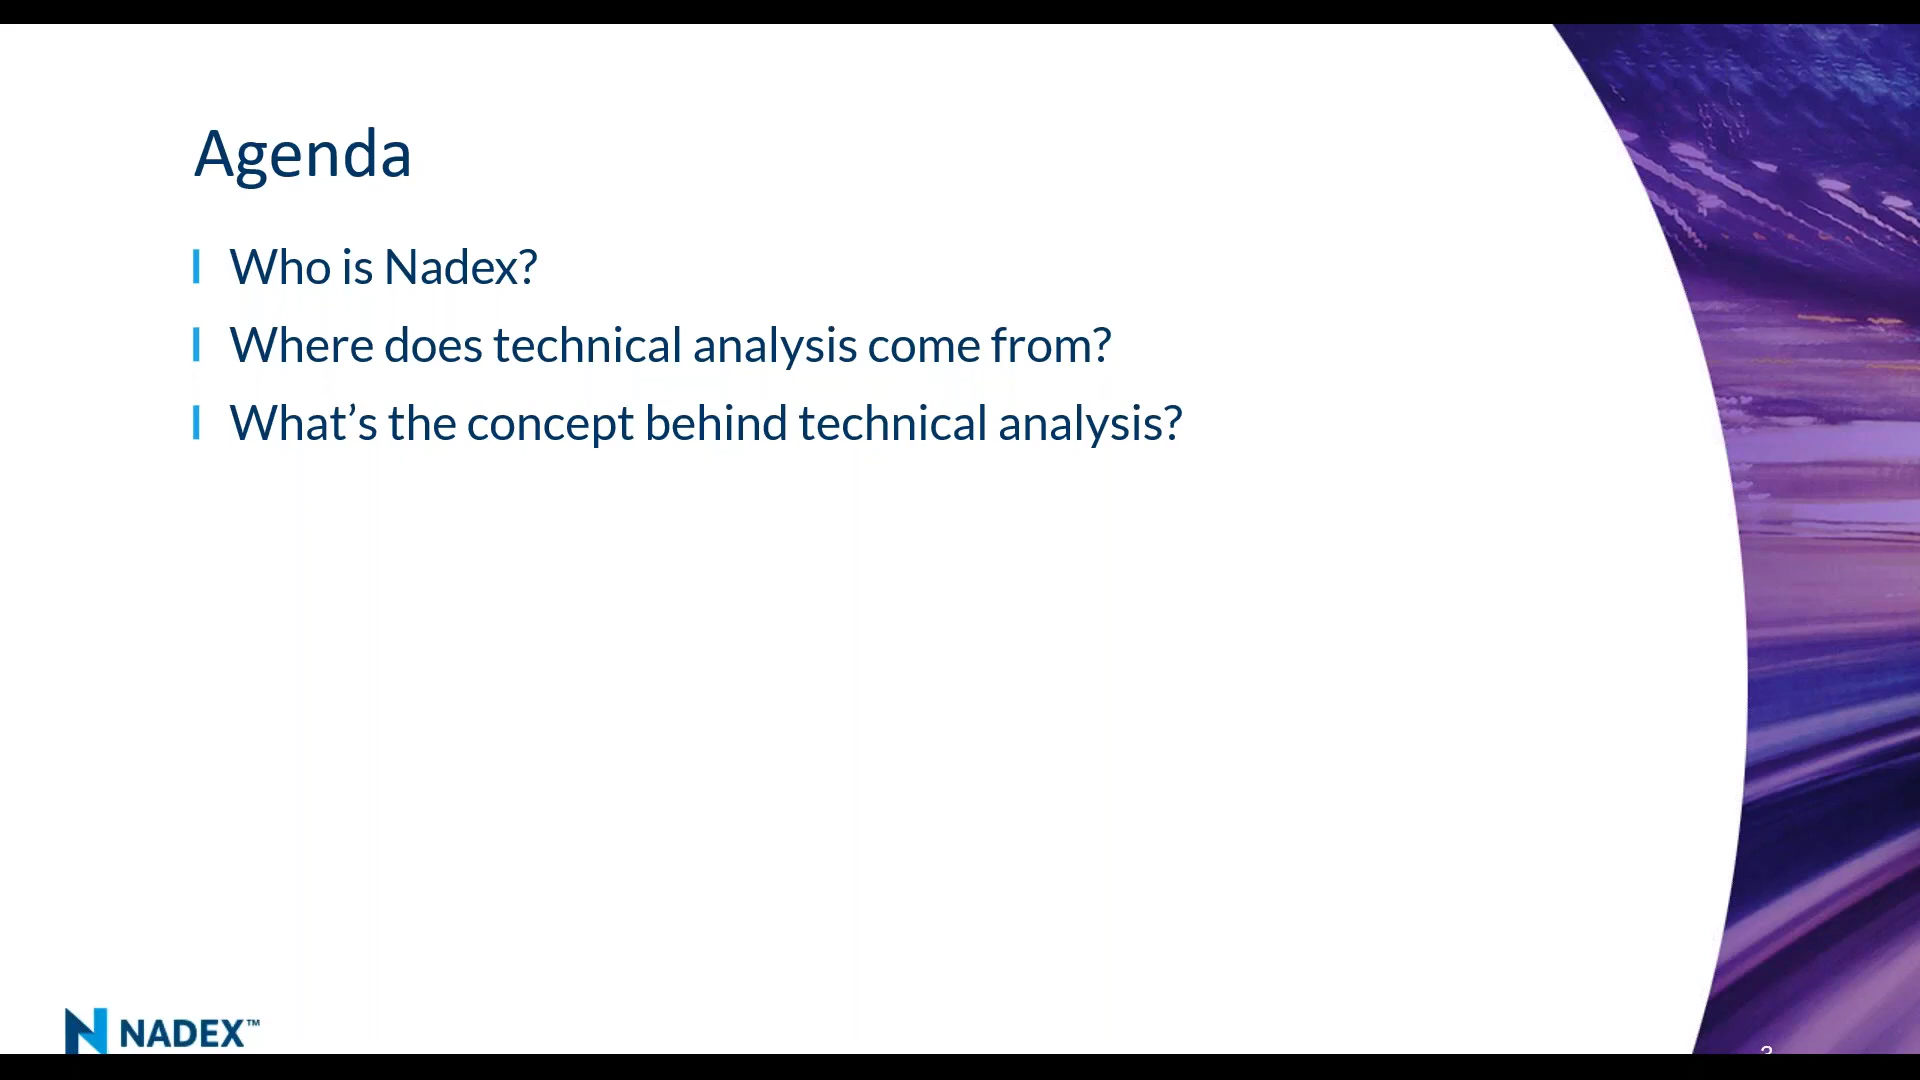 Agenda
Who is Nadex?
Where does technical analysis come from?
What’s the concept behind technical analysis?
NADEX™